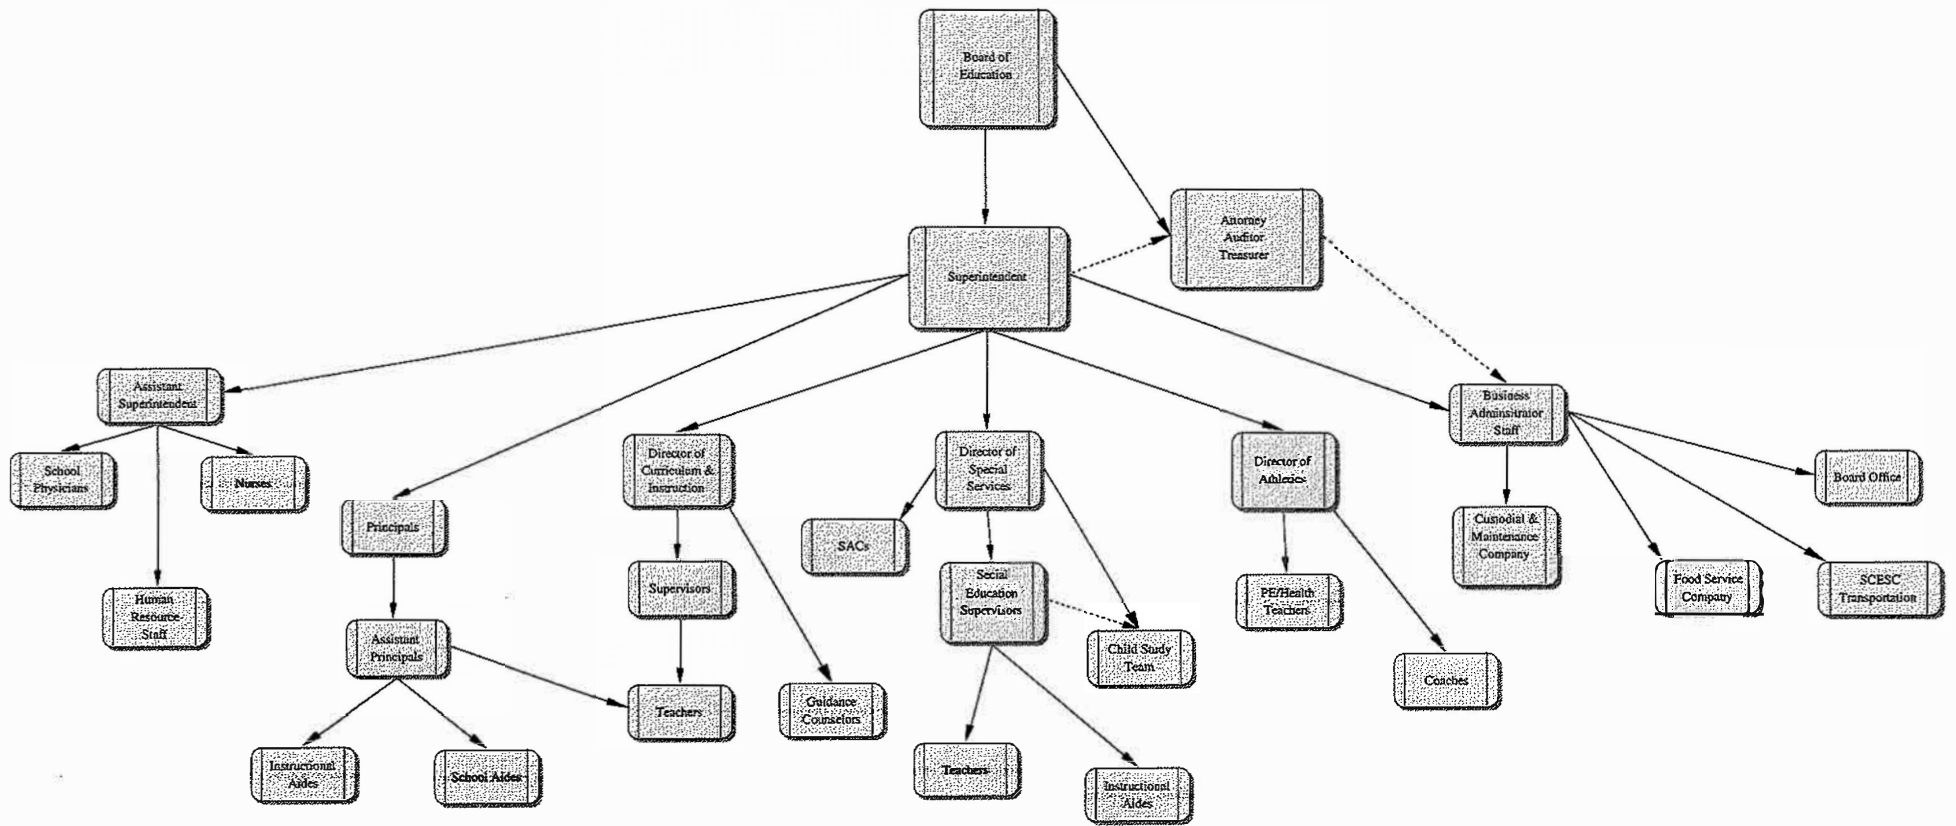 Board of
Education
Attorney
Auditor
Treasurer
Superintendent
Assistant
Superintendent
Business
Adminsitrator
Staff
School
Physicians
Nurses
Human
Resource
Staff
Principals
Director of
Curriculum &
Instruction
Director of
Special
Services
Director of
Athletics
Board Office
Custodial &
Maintenance
Company
Food Service
Company
SCESC
Transportation
SACs
Supervisors
Secial
Education
Supervisors
PE/Health
Teachers
Assistant
Principals
Child Study
Team
Coaches
Teachers
Guidance
Counselors
Instructional
Aides
School Aides
Teachers
Instructional
Aides